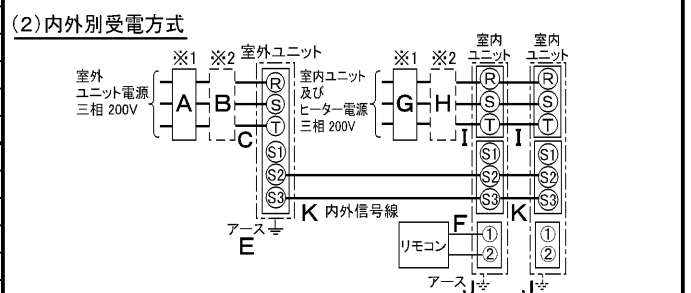 (2)内外別受電方式
※1 ※2 室外ユニット
室外
ユニット電源
三相 200V
A
B
C
R
S
T
S1
S2
S3
アース
E
※1 ※2
室内ユニット
及び
ヒーター電源
三相 200V
G
H
I
I
室内
ユニット
R
S
T
S1
S2
S3
①
②
室内
ユニット
R
S
T
S1
S2
S3
①
②
K 内外信号線
K
F
リモコン
アース
J
J